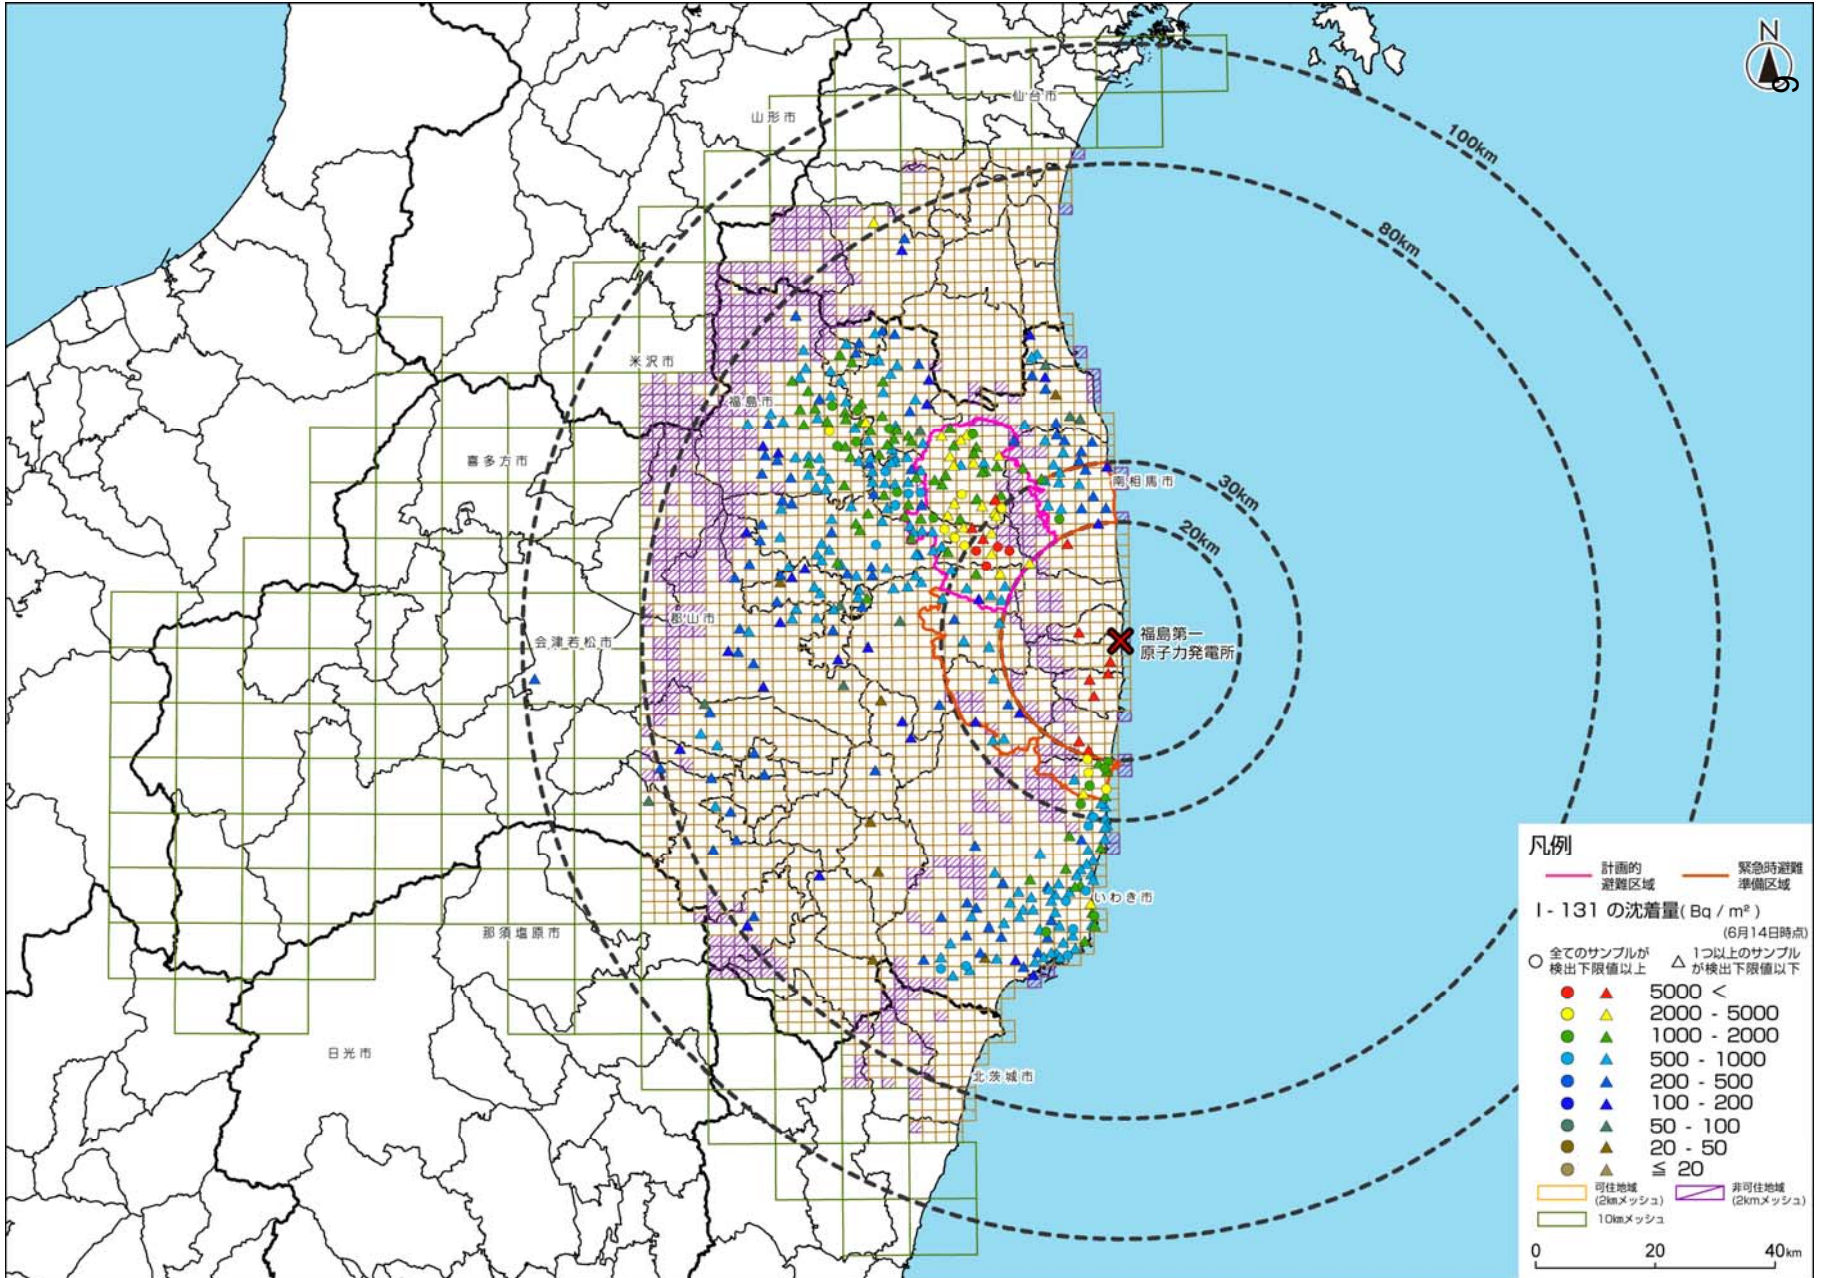 N
9
100km
仙台市
山形市
80km
米沢市
福島市
喜多方市
南相馬市
30km
20km
郡山市
会津若松市
福島第一
原子力発電所
いわき市
那須塩原市
日光市
北茨城市
凡例
計画的
避難区域
緊急時避難
準備区域
I - 131 の沈着量( Bq / m² )
(6月14日時点)
全てのサンプルが
検出下限値以上
1つ以上のサンプル
が検出下限値以下
5000 <
2000 - 5000
1000 - 2000
500 - 1000
200 - 500
100 - 200
50 - 100
20 - 50
≦ 20
可住地域
(2kmメッシュ)
非可住地域
(2kmメッシュ)
10kmメッシュ
0 20 40km